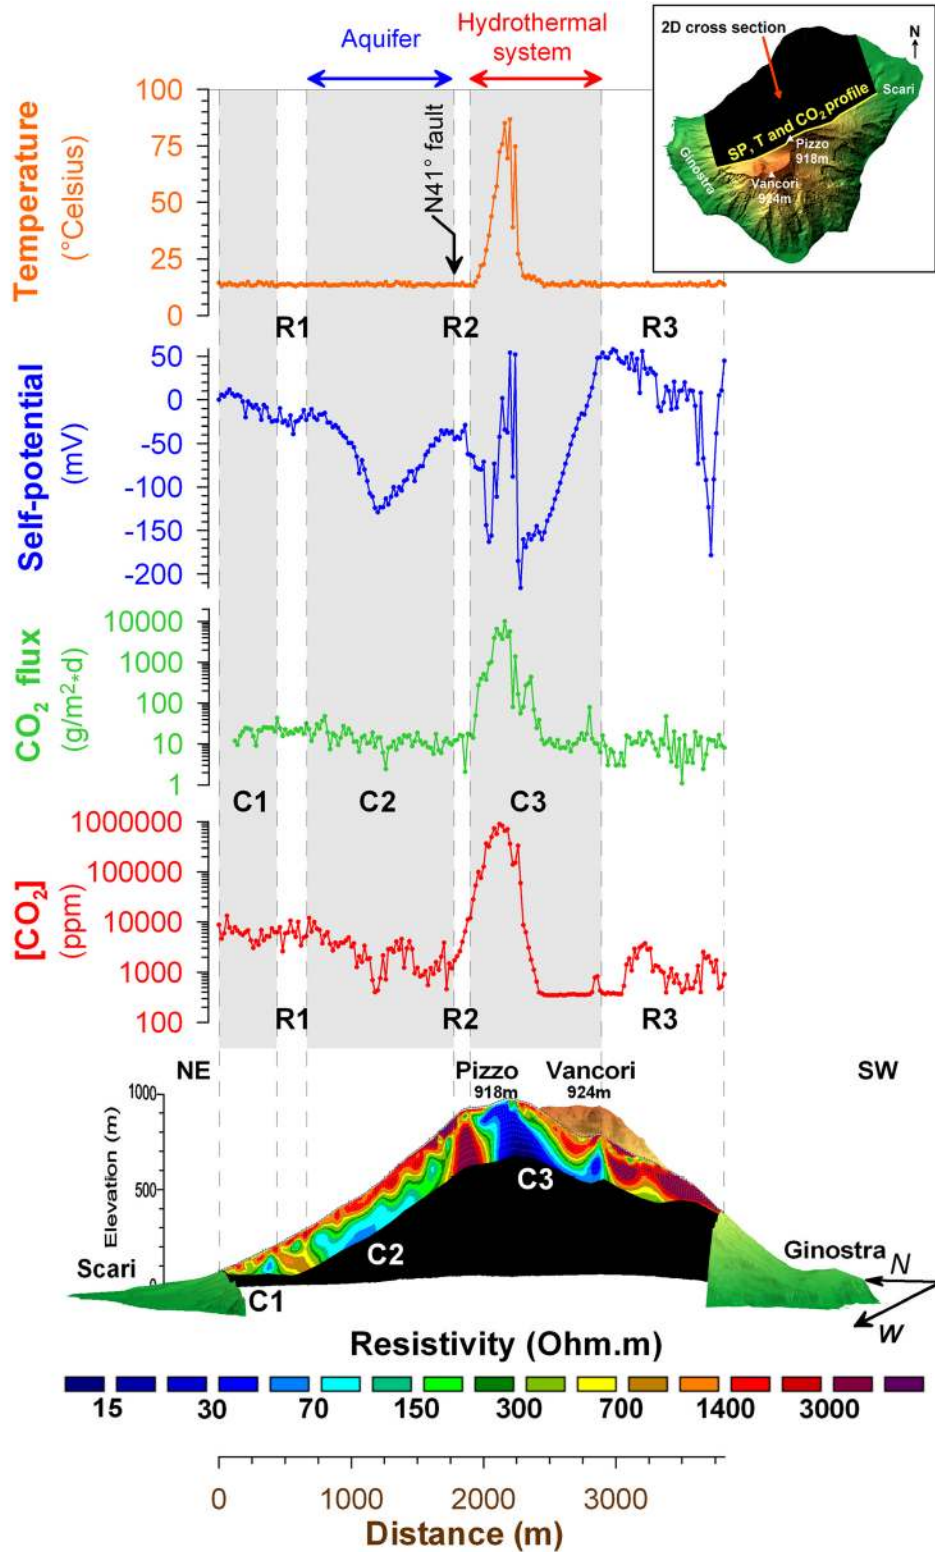 Aquifer
Hydrothermal
system
2D cross section
N
Scari
SP, T and CO2 profile
Pizzo
918m
Ginostra
Vancori
924m
Temperature
(°Celsius)
100
75
50
25
0
N41° fault
R1
R2
R3
Self-potential
(mV)
50
0
-50
-100
-150
-200
CO2 flux
(g/m2*d)
10000
1000
100
10
1
C1
C2
C3
[CO2]
(ppm)
1000000
100000
10000
1000
100
R1
R2
R3
NE
Pizzo
918m
Vancori
924m
SW
Elevation (m)
1000
500
0
C3
C2
C1
Scari
Ginostra
N
W
Resistivity (Ohm.m)
15 30 70 150 300 700 1400 3000
0 1000 2000 3000
Distance (m)